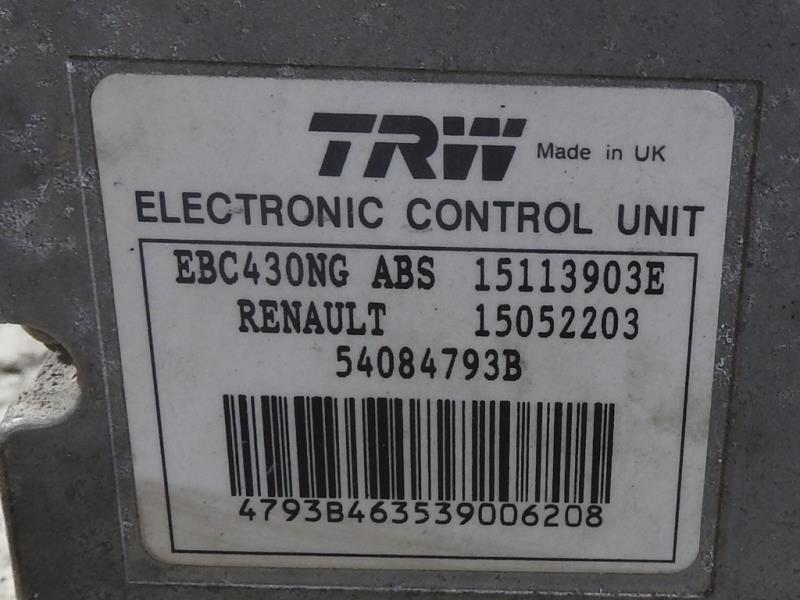 TRW Made in UK
ELECTRONIC CONTROL UNIT
EBC430NG ABS 15113903E
RENAULT 15052203
54084793B
4793B463539006208